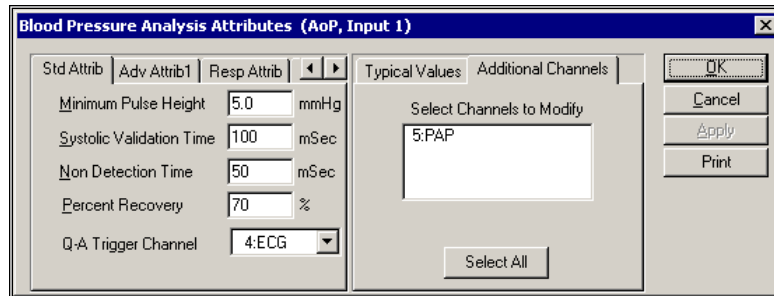 Blood Pressure Analysis Attributes (AoP, Input 1)
Std Attrib Adv Attrib1 Resp Attrib
Minimum Pulse Height 5.0 mmHg
Systolic Validation Time 100 mSec
Non Detection Time 50 mSec
Percent Recovery 70 %
Q-A Trigger Channel 4:ECG
Typical Values Additional Channels
Select Channels to Modify
5:PAP
Select All
OK
Cancel
Apply
Print